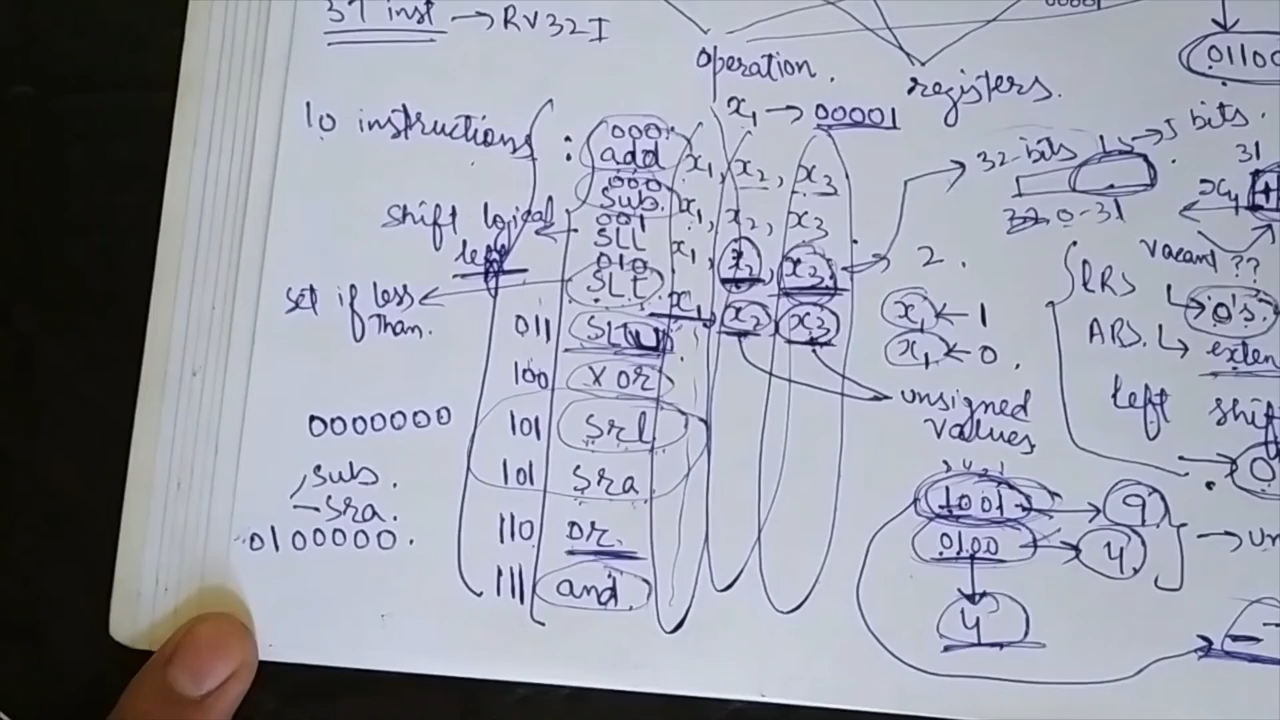 37 inst → RV32I
00001
operation.
registers.
01100
x1 → 00001
10 instructions :
000
add x1, x2, x3
000
sub x1, x2, x3
shift logical left
001
SLL x1, x2, x3
010
SLt x1, x2, x3
set if less Than.
011 SLtU
100 xor
101 srl
101 sra
110 or
111 and
0000000
sub.
sra.
0100000.
32-bits
5 bits.
0-31
2.
x1 ← 1
x1 ← 0.
unsigned values
1001 → 9
0100 → 4
4
31
x4
vacant ??
LRS
0's.
ARS.
exten
left shif
0